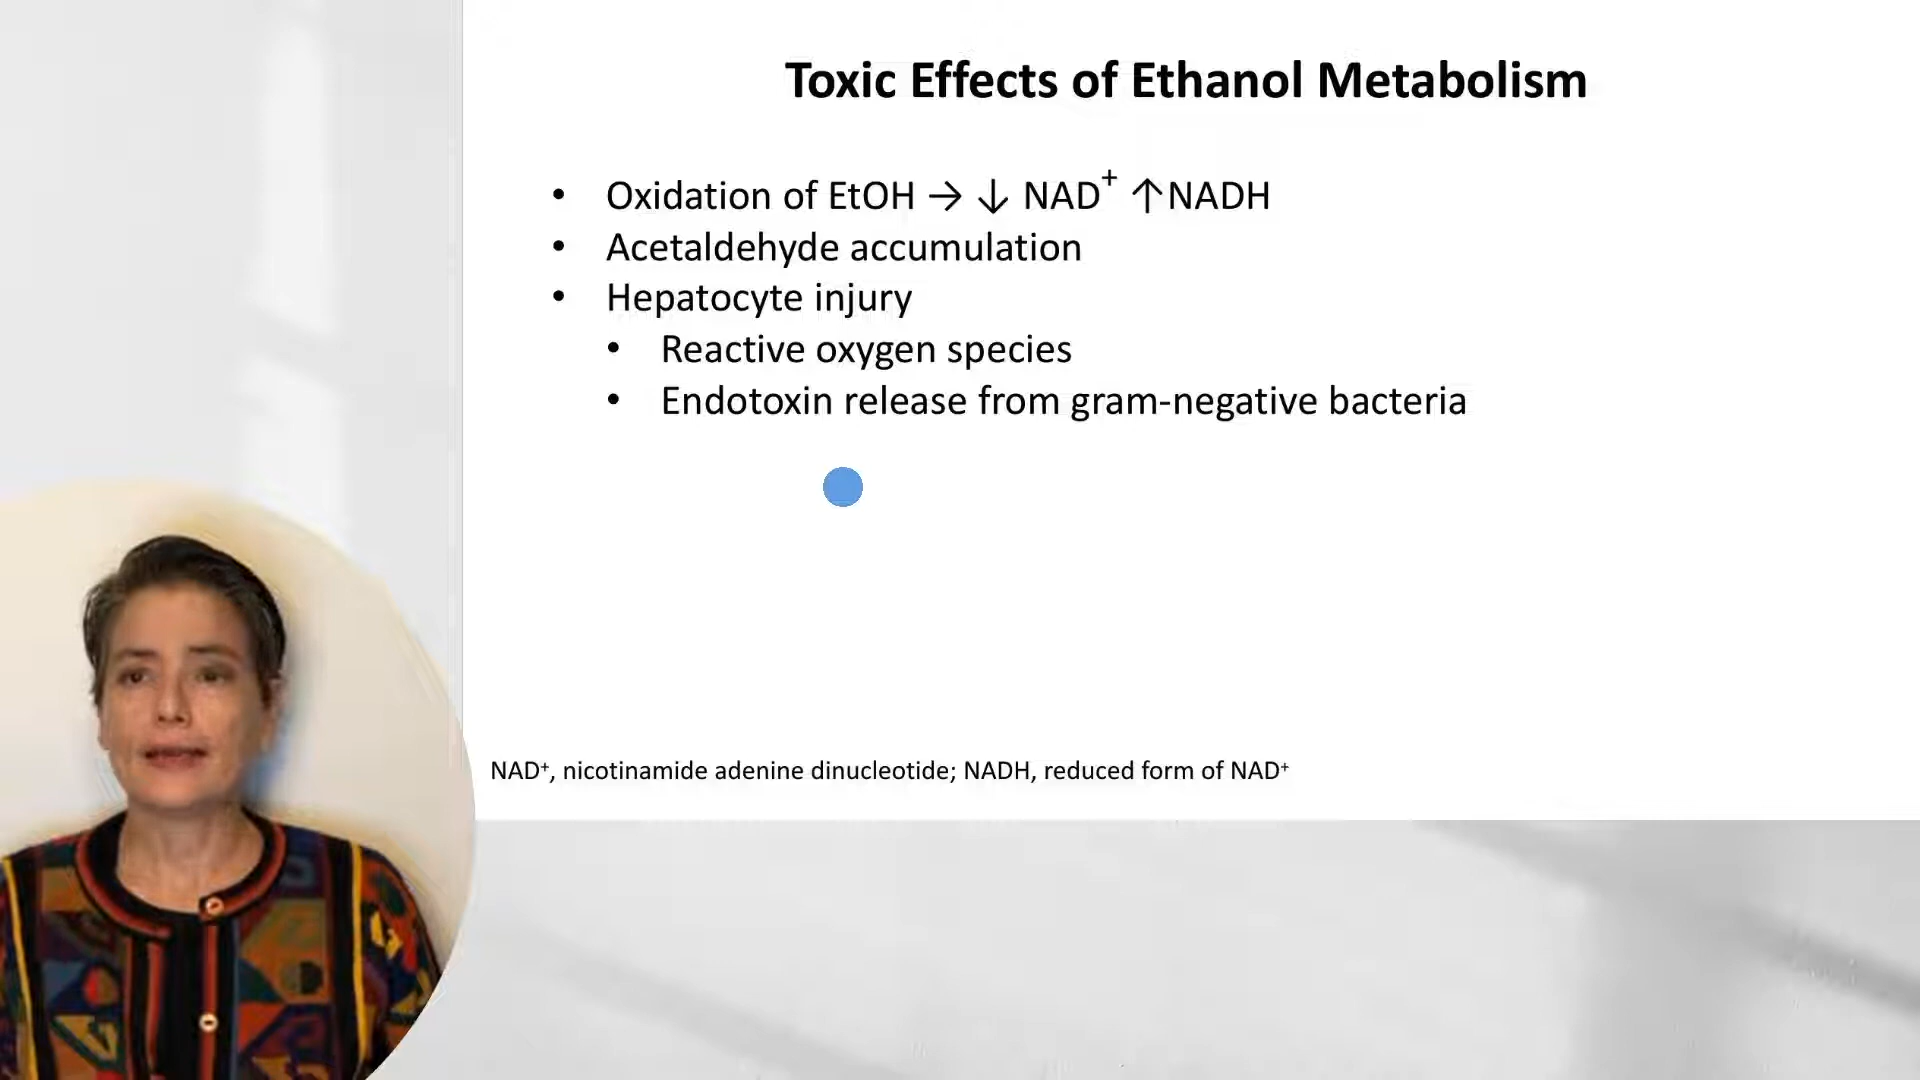 Toxic Effects of Ethanol Metabolism
• Oxidation of EtOH → ↓ NAD⁺ ↑NADH
• Acetaldehyde accumulation
• Hepatocyte injury
• Reactive oxygen species
• Endotoxin release from gram-negative bacteria
NAD⁺, nicotinamide adenine dinucleotide; NADH, reduced form of NAD⁺